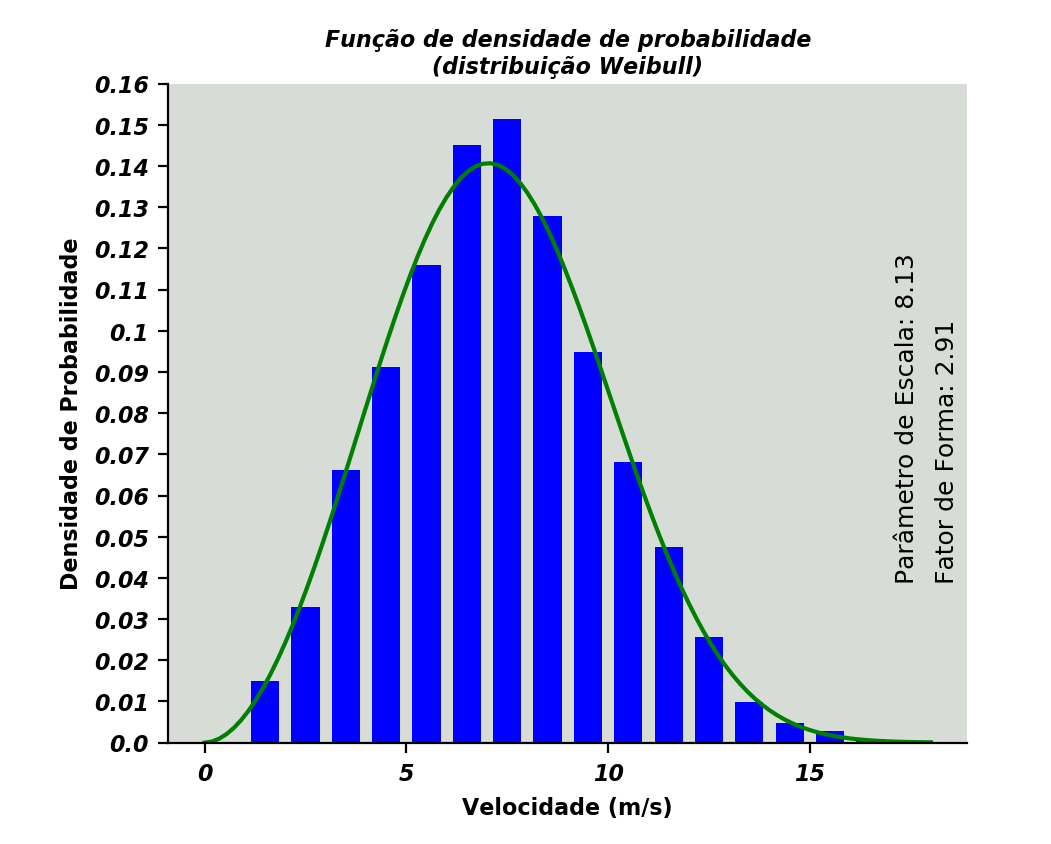 Função de densidade de probabilidade
(distribuição Weibull)
Densidade de Probabilidade
0.16
0.15
0.14
0.13
0.12
0.11
0.1
0.09
0.08
0.07
0.06
0.05
0.04
0.03
0.02
0.01
0.0
Parâmetro de Escala: 8.13
Fator de Forma: 2.91
0 5 10 15
Velocidade (m/s)